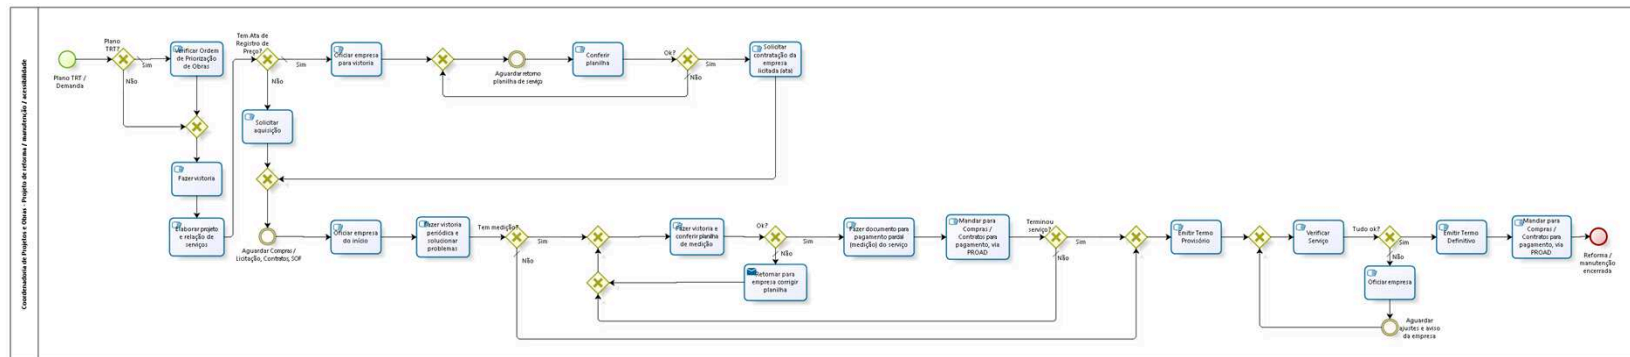 Coordenadoria de Projetos e Obras - Projeto de reforma / manutenção / acessibilidade
Plano TRT /
Demanda
Plano
TRT?
Sim
Não
Verificar Ordem
de Priorização
de Obras
Fazer vistoria
Elaborar projeto
e relação de
serviços
Tem Ata de
Registro de
Preço?
Sim
Não
Oficiar empresa
para vistoria
Aguardar retorno
planilha de serviço
Conferir
planilha
Ok?
Sim
Não
Solicitar
contratação da
empresa
licitada (ata)
Solicitar
aquisição
Aguardar Compras /
Licitação, Contratos, SOF
Oficiar empresa
do início
Fazer vistoria
periódica e
solucionar
problemas
Tem medição?
Sim
Não
Fazer vistoria e
conferir planilha
de medição
Ok?
Sim
Não
Retornar para
empresa corrigir
planilha
Fazer documento para
pagamento parcial
(medição) do serviço
Mandar para
Compras /
Contratos para
pagamento, via
PROAD
Terminou
serviço?
Sim
Não
Emitir Termo
Provisório
Verificar
Serviço
Tudo ok?
Sim
Não
Oficiar empresa
Aguardar
ajustes e aviso
da empresa
Emitir Termo
Definitivo
Mandar para
Compras /
Contratos para
pagamento, via
PROAD
Reforma /
manutenção
encerrada